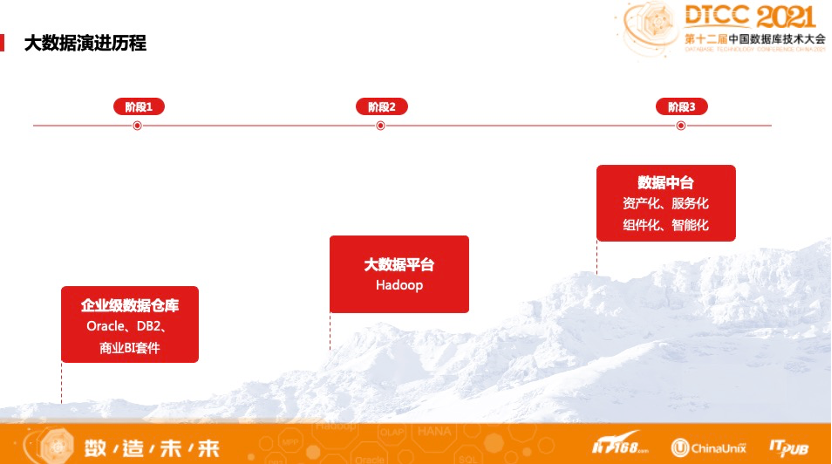 DTCC 2021
第十二届中国数据库技术大会
DATABASE TECHNOLOGY CONFERENCE CHINA 2021
大数据演进历程
阶段1
阶段2
阶段3
数据中台
资产化、服务化
组件化、智能化
大数据平台
Hadoop
企业级数据仓库
Oracle、DB2、
商业BI套件
数/造/未/来
Hadoop
OLAP
HANA
MPP
Oracle
SQL
IT168.com
ChinaUnix
ITPUB